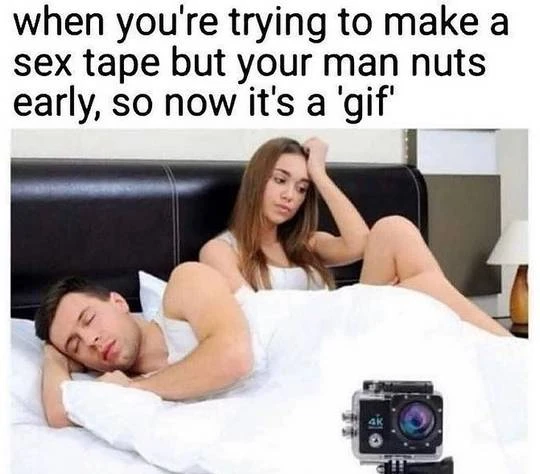 when you're trying to make a
sex tape but your man nuts
early, so now it's a 'gif'
4K